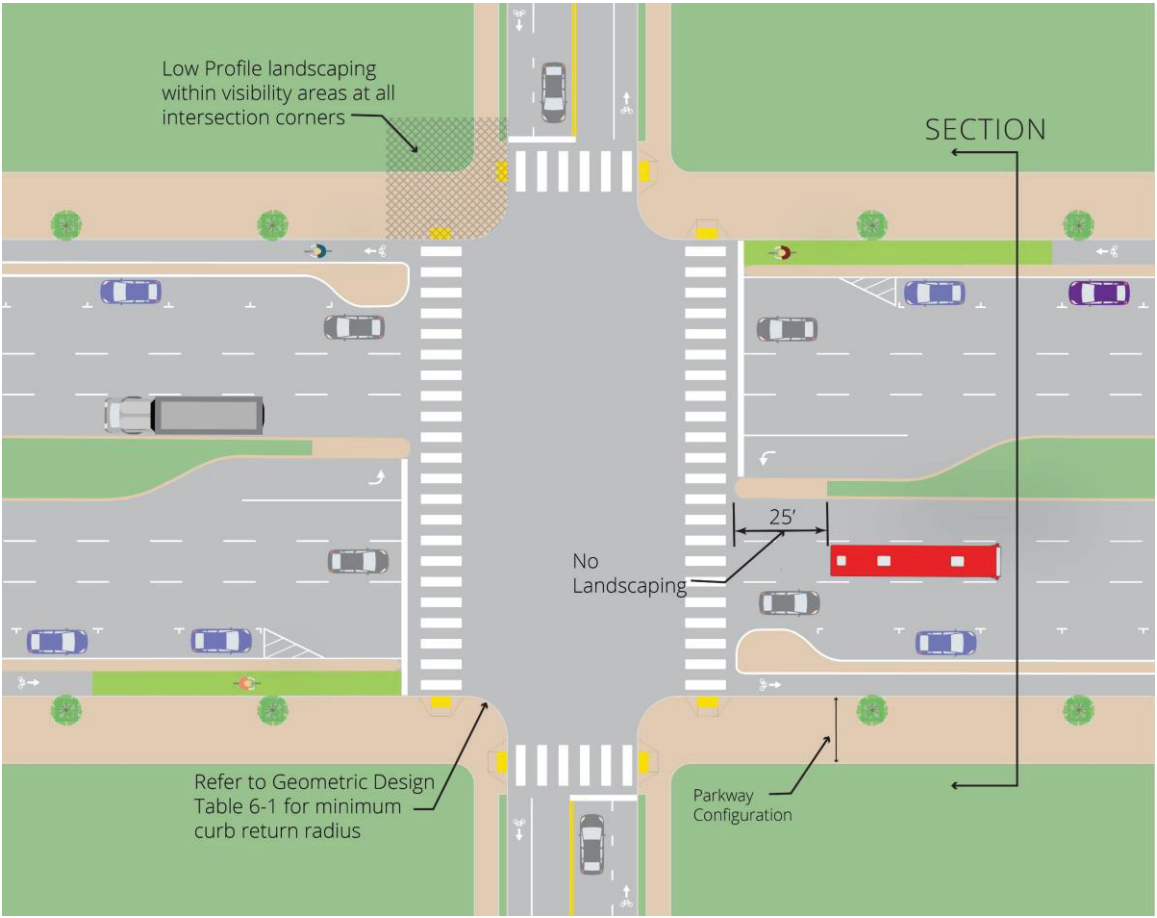 Low Profile landscaping
within visibility areas at all
intersection corners
SECTION
25’
No
Landscaping
Refer to Geometric Design
Table 6-1 for minimum
curb return radius
Parkway
Configuration